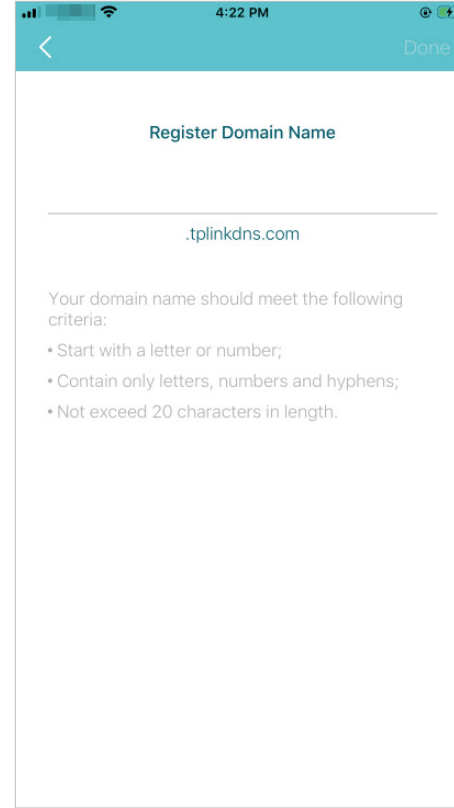 4:22 PM
Done
Register Domain Name
.tplinkdns.com
Your domain name should meet the following
criteria:
• Start with a letter or number;
• Contain only letters, numbers and hyphens;
• Not exceed 20 characters in length.